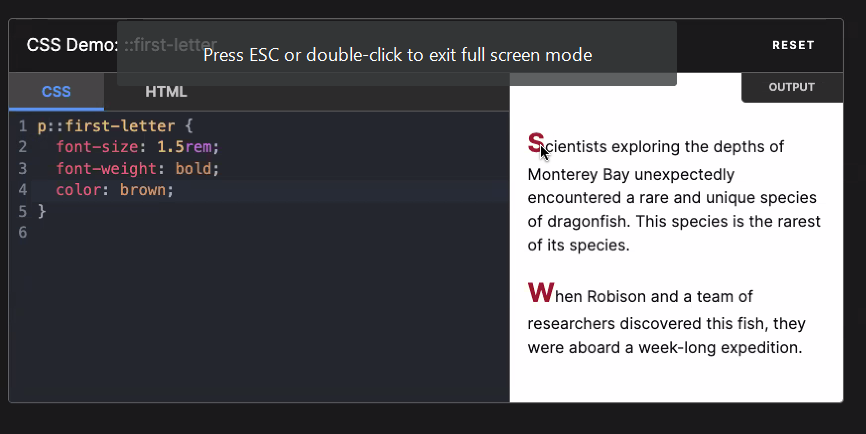 CSS Demo: ::first-letter
Press ESC or double-click to exit full screen mode
RESET
CSS
HTML
OUTPUT
1 p::first-letter {
2 font-size: 1.5rem;
3 font-weight: bold;
4 color: brown;
5 }
6
Scientists exploring the depths of
Monterey Bay unexpectedly
encountered a rare and unique species
of dragonfish. This species is the rarest
of its species.
When Robison and a team of
researchers discovered this fish, they
were aboard a week-long expedition.